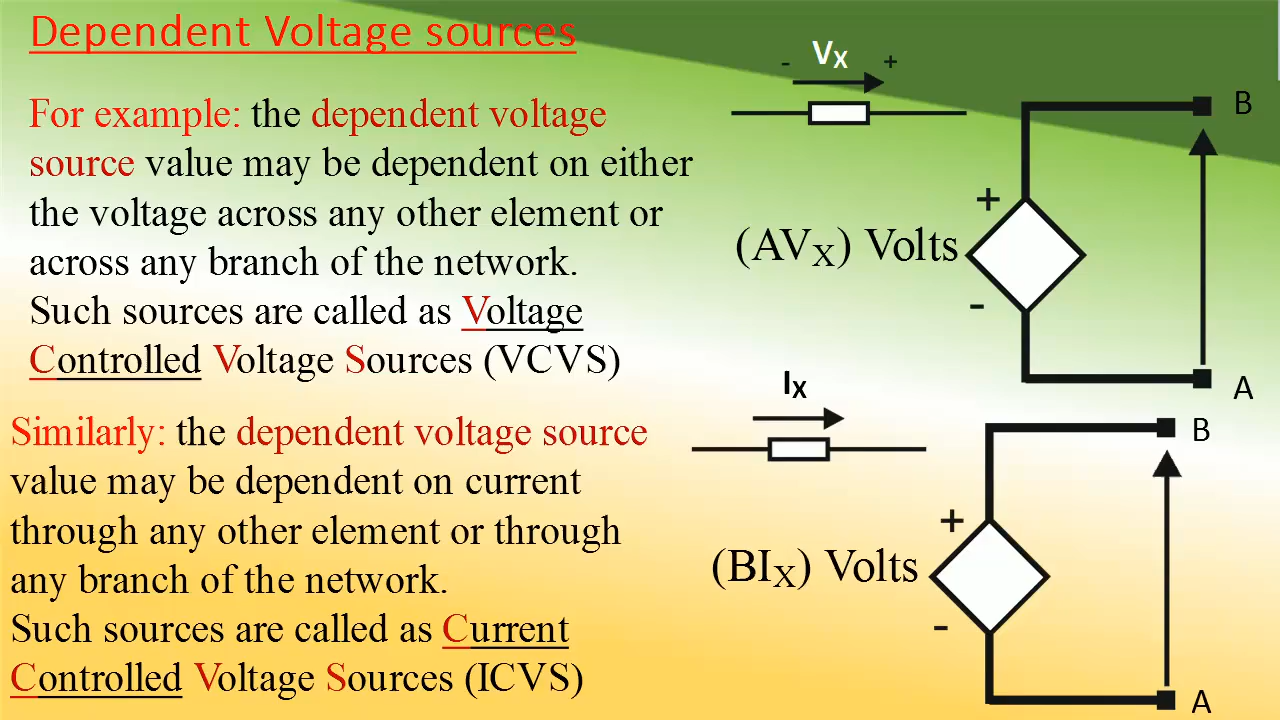 Dependent Voltage sources
For example: the dependent voltage
source value may be dependent on either
the voltage across any other element or
across any branch of the network.
Such sources are called as Voltage
Controlled Voltage Sources (VCVS)
Similarly: the dependent voltage source
value may be dependent on current
through any other element or through
any branch of the network.
Such sources are called as Current
Controlled Voltage Sources (ICVS)
- VX +
B
+
(AVX) Volts
-
A
IX
B
+
(BIX) Volts
-
A